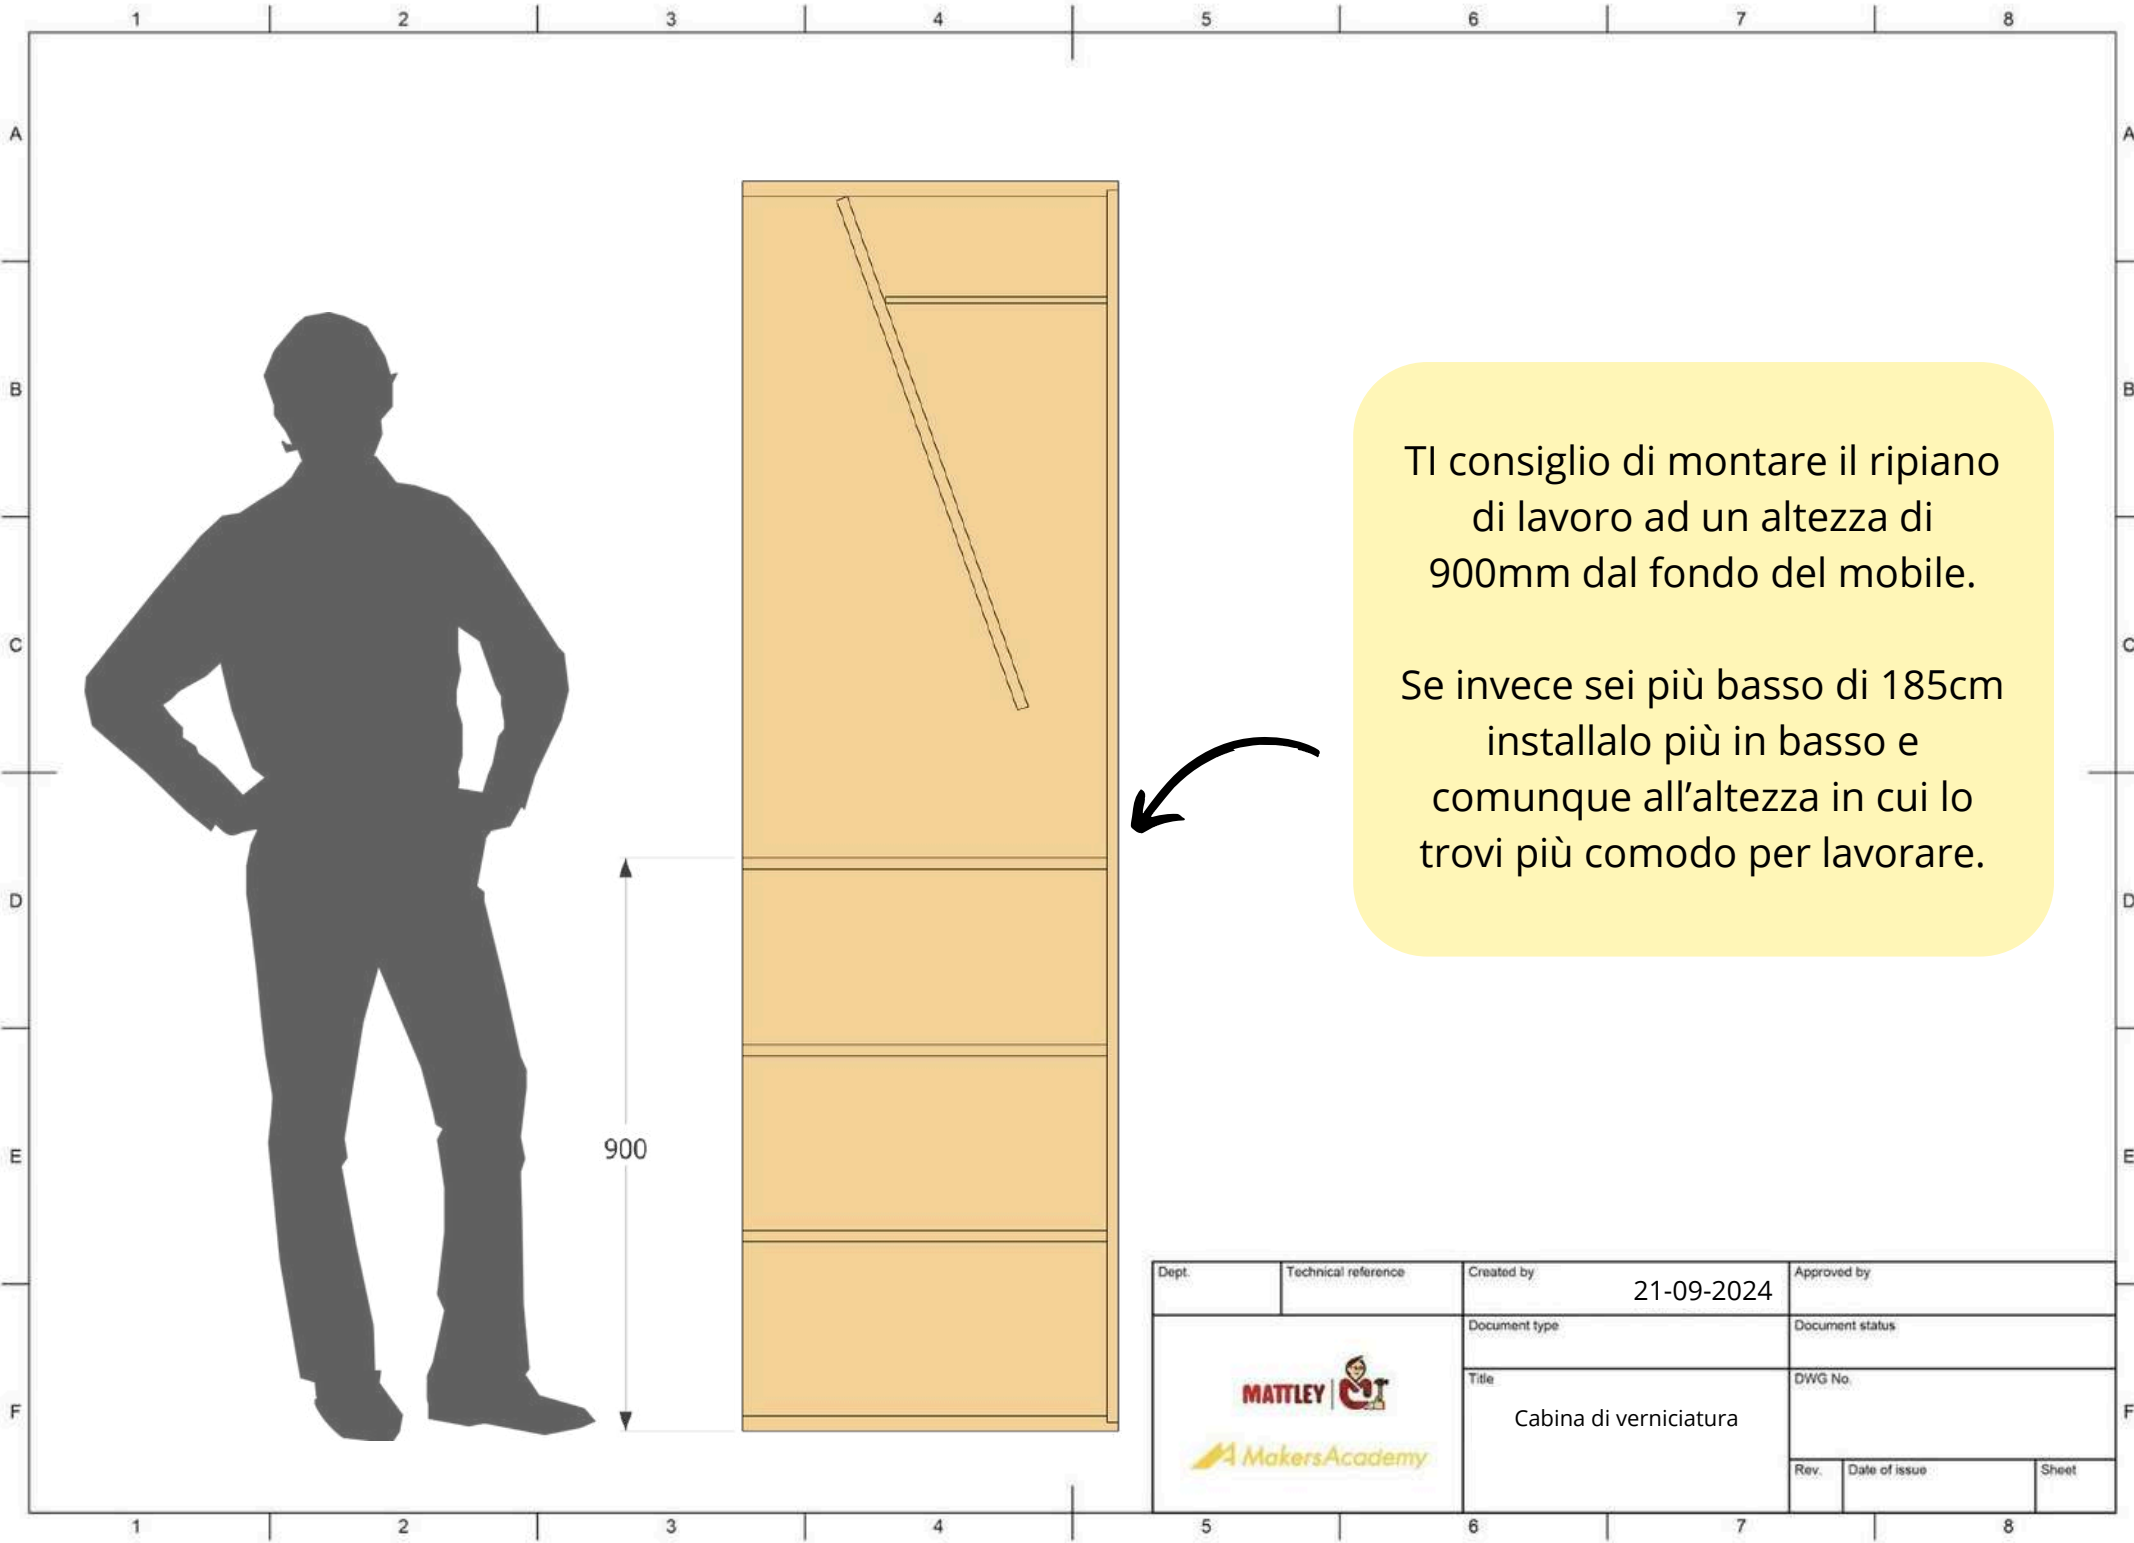 1 2 3 4 5 6 7 8
A A
B B
C C
D D
E E
F F
TI consiglio di montare il ripiano
di lavoro ad un altezza di
900mm dal fondo del mobile.
Se invece sei più basso di 185cm
installalo più in basso e
comunque all’altezza in cui lo
trovi più comodo per lavorare.
900
Dept.
Technical reference
Created by
21-09-2024
Approved by
Document type
Document status
MATTLEY
MakersAcademy
Title
Cabina di verniciatura
DWG No.
Rev.
Date of issue
Sheet
1 2 3 4 5 6 7 8